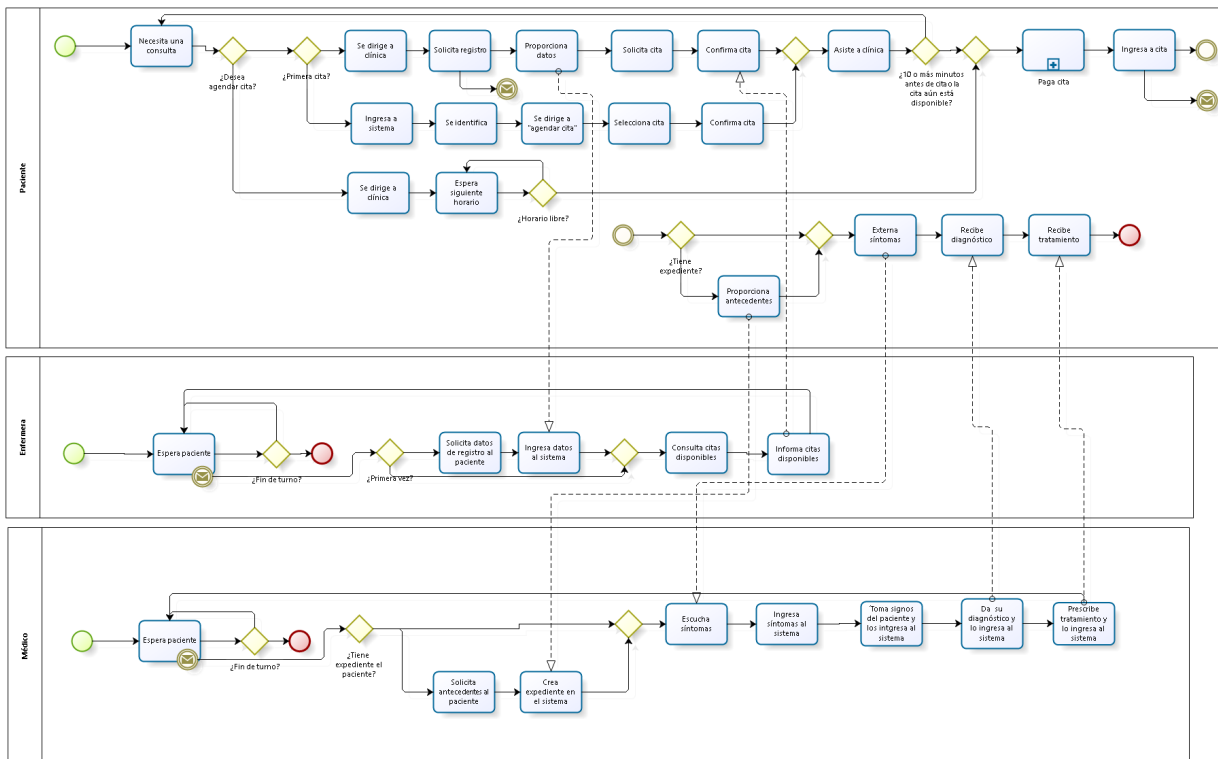 Paciente
Necesita una
consulta
¿Desea
agendar cita?
¿Primera cita?
Se dirige a
clínica
Solicita registro
Proporciona
datos
Solicita cita
Confirma cita
Asiste a clínica
¿10 o más minutos
antes de cita o la
cita aún está
disponible?
Paga cita
Ingresa a cita
Ingresa a
sistema
Se identifica
Se dirige a
"agendar cita"
Selecciona cita
Confirma cita
Se dirige a
clínica
Espera
siguiente
horario
¿Horario libre?
¿Tiene
expediente?
Proporciona
antecedentes
Externa
síntomas
Recibe
diagnóstico
Recibe
tratamiento
Enfermera
Espera paciente
¿Fin de turno?
¿Primera vez?
Solicita datos
de registro al
paciente
Ingresa datos
al sistema
Consulta citas
disponibles
Informa citas
disponibles
Médico
Espera paciente
¿Fin de turno?
¿Tiene
expediente el
paciente?
Solicita
antecedentes al
paciente
Crea
expediente en
el sistema
Escucha
síntomas
Ingresa
síntomas al
sistema
Toma signos
del paciente y
los intgresa al
sistema
Da su
diagnóstico y
lo ingresa al
sistema
Prescribe
tratamiento y
lo ingresa al
sistema